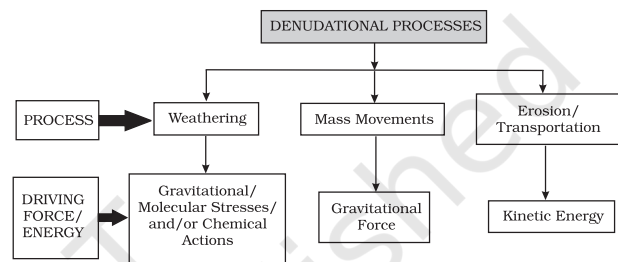 DENUDATIONAL PROCESSES
PROCESS
Weathering
Mass Movements
Erosion/
Transportation
DRIVING
FORCE/
ENERGY
Gravitational/
Molecular Stresses/
and/or Chemical
Actions
Gravitational
Force
Kinetic Energy